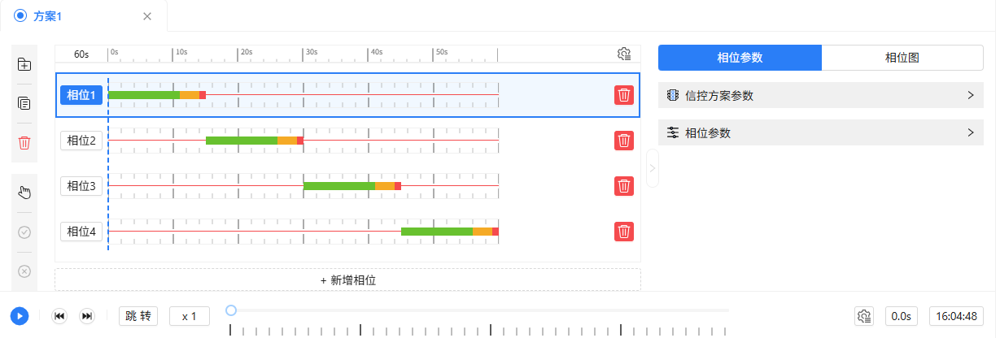 方案1
60s 0s 10s 20s 30s 40s 50s
相位参数 相位图
相位1
信控方案参数
相位2
相位参数
相位3
相位4
+ 新增相位
跳 转 x 1 0.0s 16:04:48